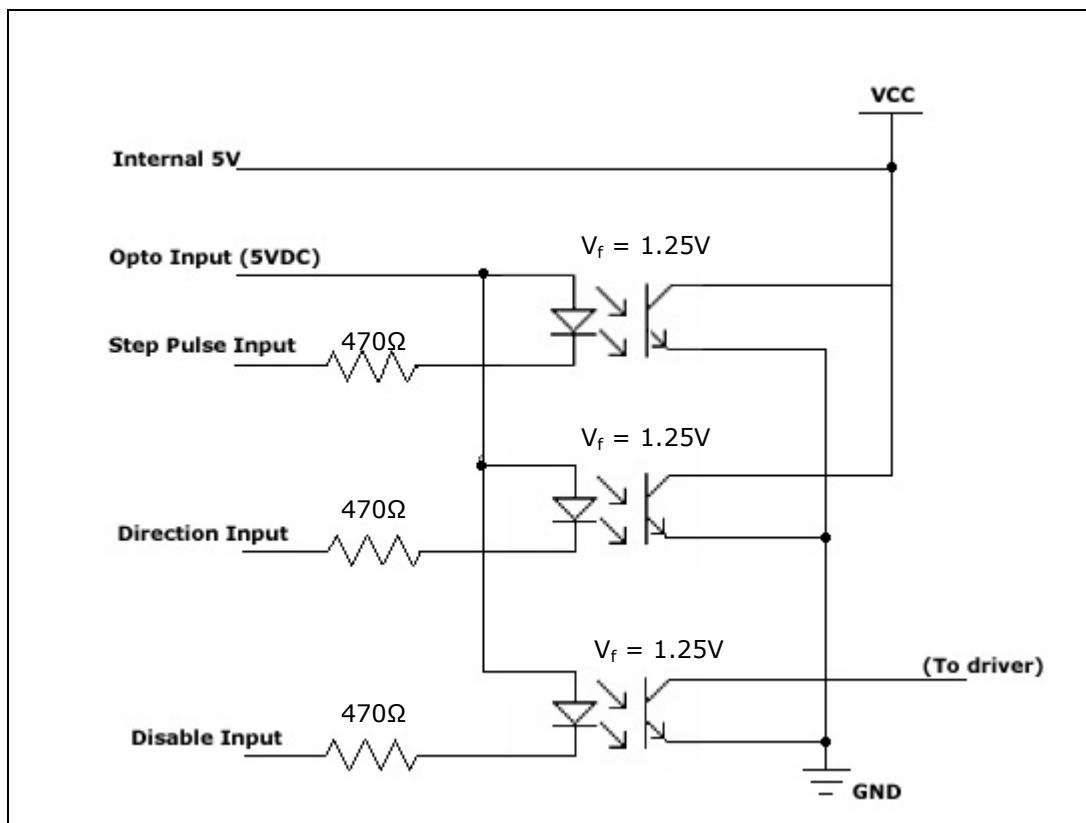 VCC
Internal 5V
Vf = 1.25V
Opto Input (5VDC)
470Ω
Step Pulse Input
Vf = 1.25V
470Ω
Direction Input
Vf = 1.25V
(To driver)
470Ω
Disable Input
GND